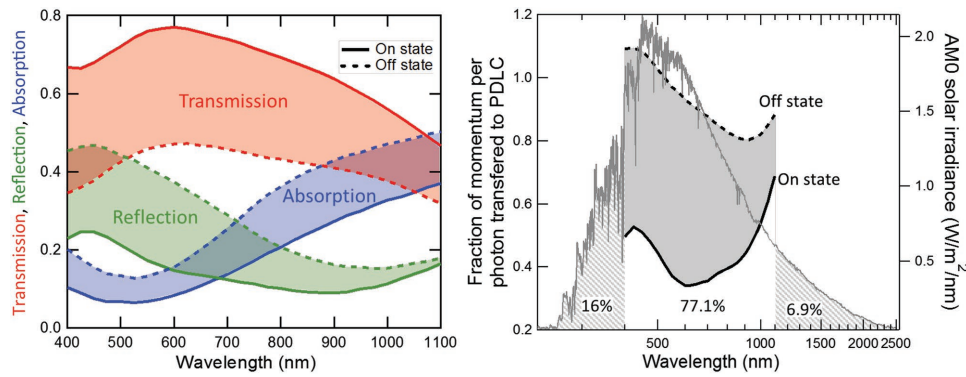 Transmission, Reflection, Absorption
0.8
0.6
0.4
0.2
0.0
On state
Off state
Transmission
Absorption
Reflection
400 500 600 700 800 900 1000 1100
Wavelength (nm)
Fraction of momentum per
photon transfered to PDLC
1.2
1.0
0.8
0.6
0.4
0.2
Off state
On state
16%
77.1%
6.9%
500 1000 1500 2000 2500
Wavelength (nm)
2.0
1.5
1.0
0.5
AM0 solar irradiance (W/m²/nm)